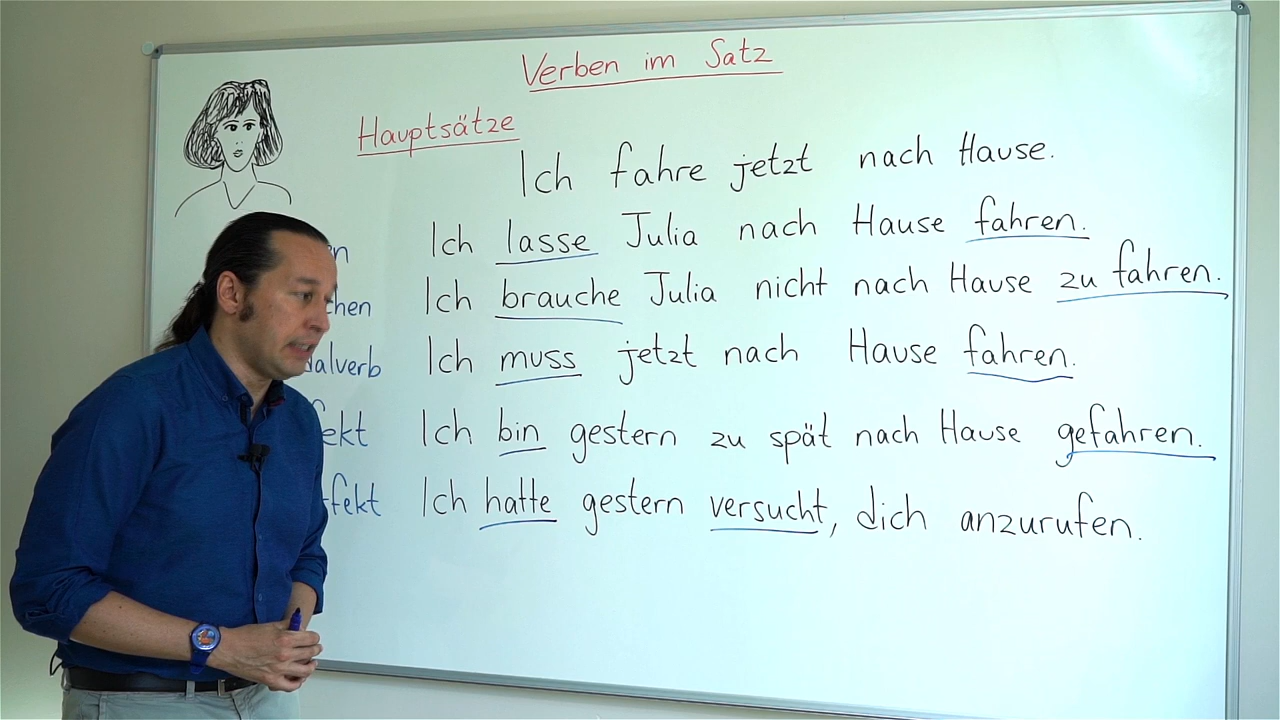 Verben im Satz
Hauptsätze
Ich fahre jetzt nach Hause.
Ich lasse Julia nach Hause fahren.
Ich brauche Julia nicht nach Hause zu fahren.
Ich muss jetzt nach Hause fahren.
Ich bin gestern zu spät nach Hause gefahren.
Ich hatte gestern versucht, dich anzurufen.